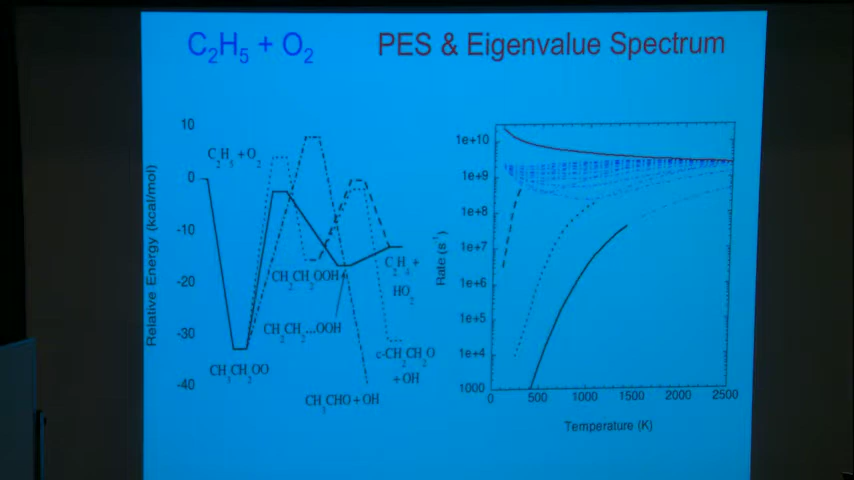 C2H5 + O2 PES & Eigenvalue Spectrum
10
0
-10
-20
-30
-40
Relative Energy (kcal/mol)
C2H5 +O2
CH3CH2OO
CH2CH2OOH
CH2CH2...OOH
CH3CHO+OH
C2H4+
HO2
c-CH2CH2O
+OH
1e+10
1e+9
1e+8
1e+7
1e+6
1e+5
1e+4
1000
Rate (s-1)
0 500 1000 1500 2000 2500
Temperature (K)